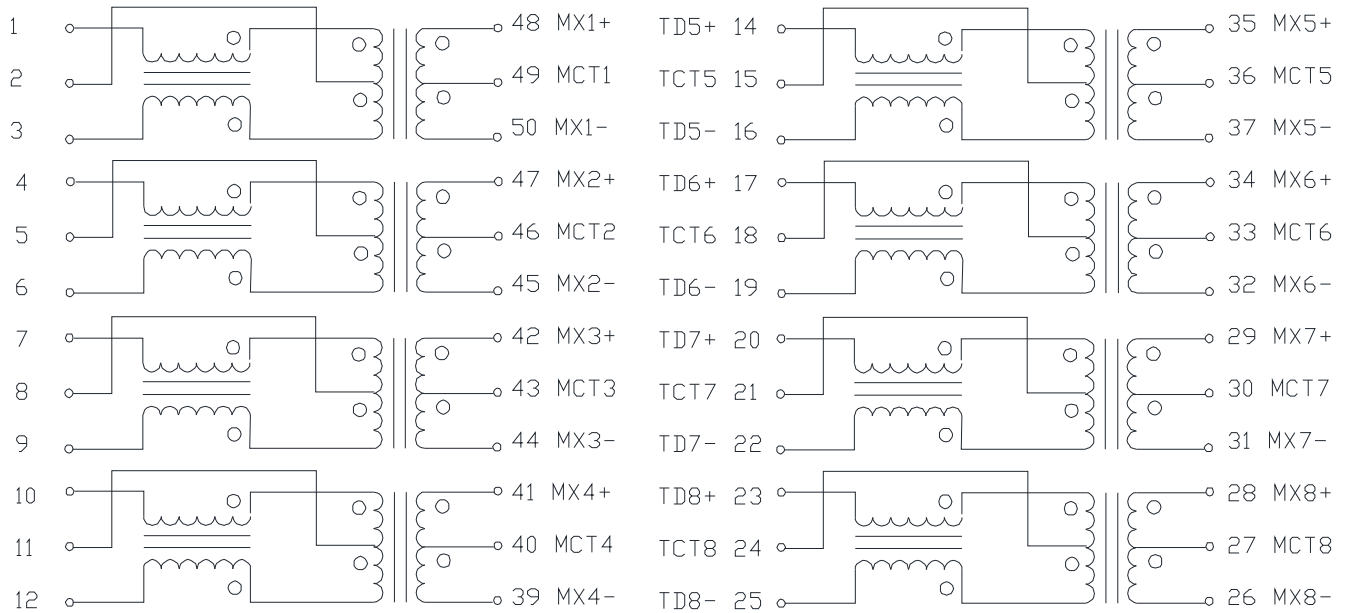 1 48 MX1+ TD5+ 14 35 MX5+
2 49 MCT1 TCT5 15 36 MCT5
3 50 MX1- TD5- 16 37 MX5-
4 47 MX2+ TD6+ 17 34 MX6+
5 46 MCT2 TCT6 18 33 MCT6
6 45 MX2- TD6- 19 32 MX6-
7 42 MX3+ TD7+ 20 29 MX7+
8 43 MCT3 TCT7 21 30 MCT7
9 44 MX3- TD7- 22 31 MX7-
10 41 MX4+ TD8+ 23 28 MX8+
11 40 MCT4 TCT8 24 27 MCT8
12 39 MX4- TD8- 25 26 MX8-